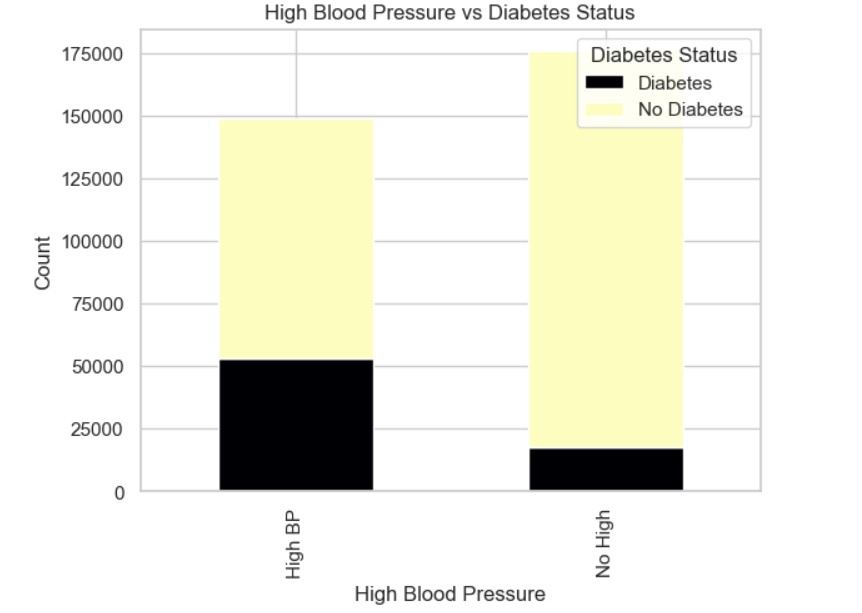 High Blood Pressure vs Diabetes Status
175000
150000
125000
100000
75000
50000
25000
0
Count
Diabetes Status
Diabetes
No Diabetes
High BP
No High
High Blood Pressure